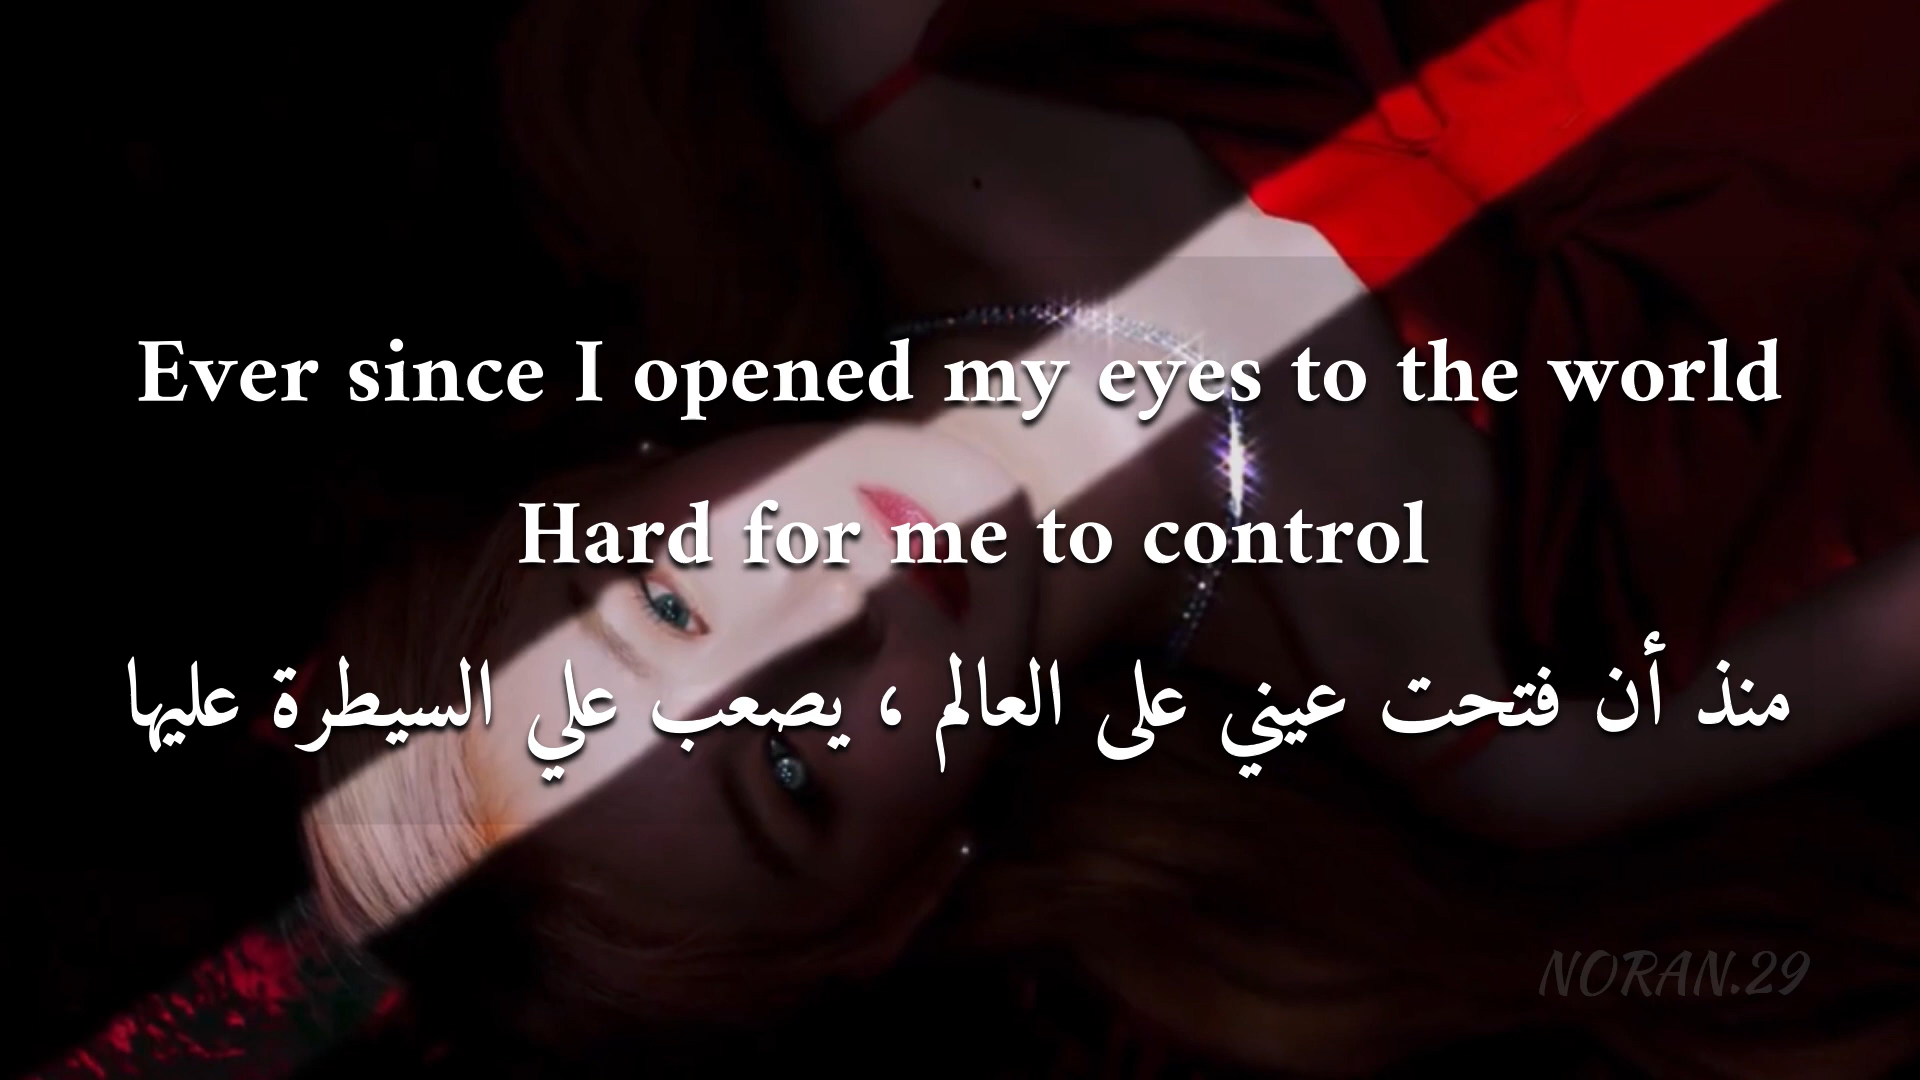 Ever since I opened my eyes to the world
Hard for me to control
منذ أن فتحت عيني على العالم ، يصعب علي السيطرة عليها
NORAN.29